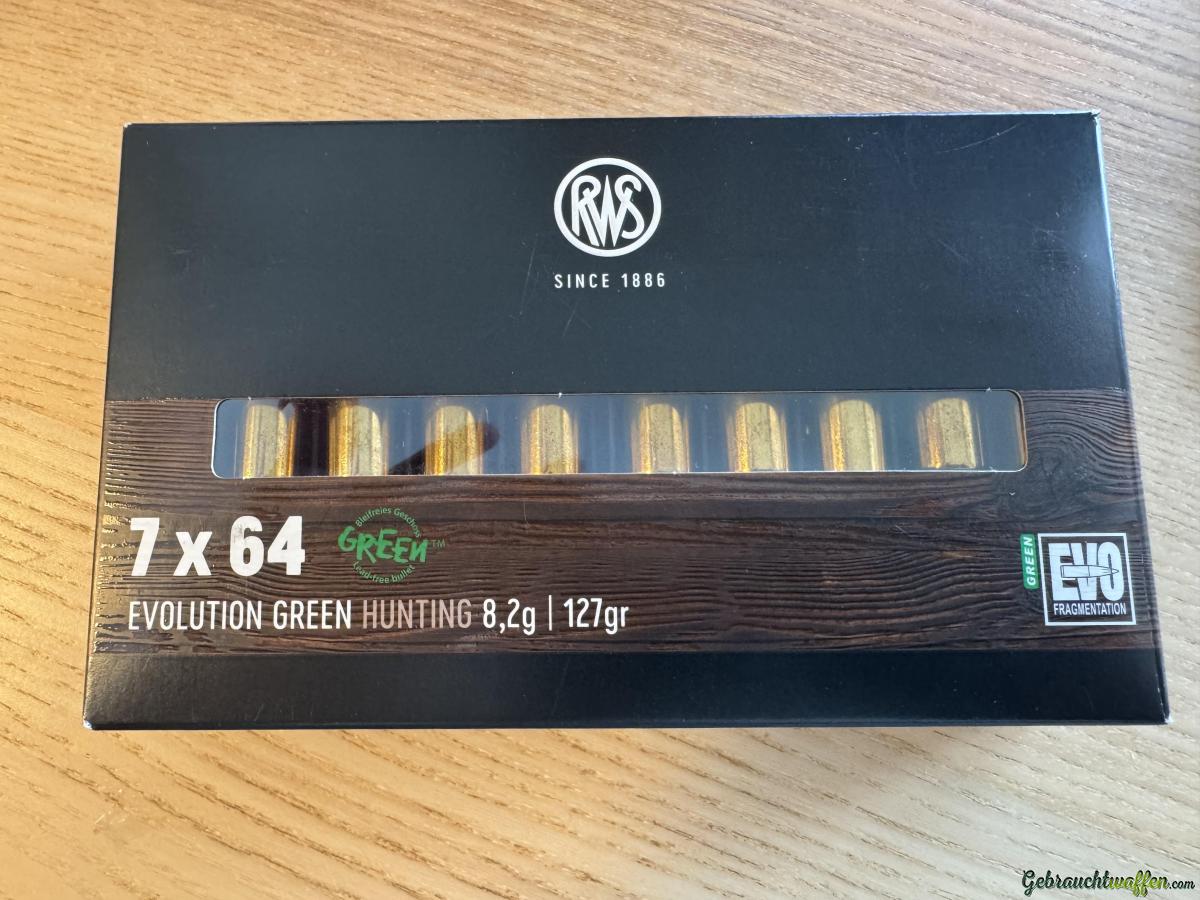 RWS
SINCE 1886
7 x 64
Bleifreies Geschoss
GREEN™
Lead-free bullet
EVOLUTION GREEN HUNTING 8,2g | 127gr
GREEN
EVO
FRAGMENTATION
Gebrauchtwaffen.com